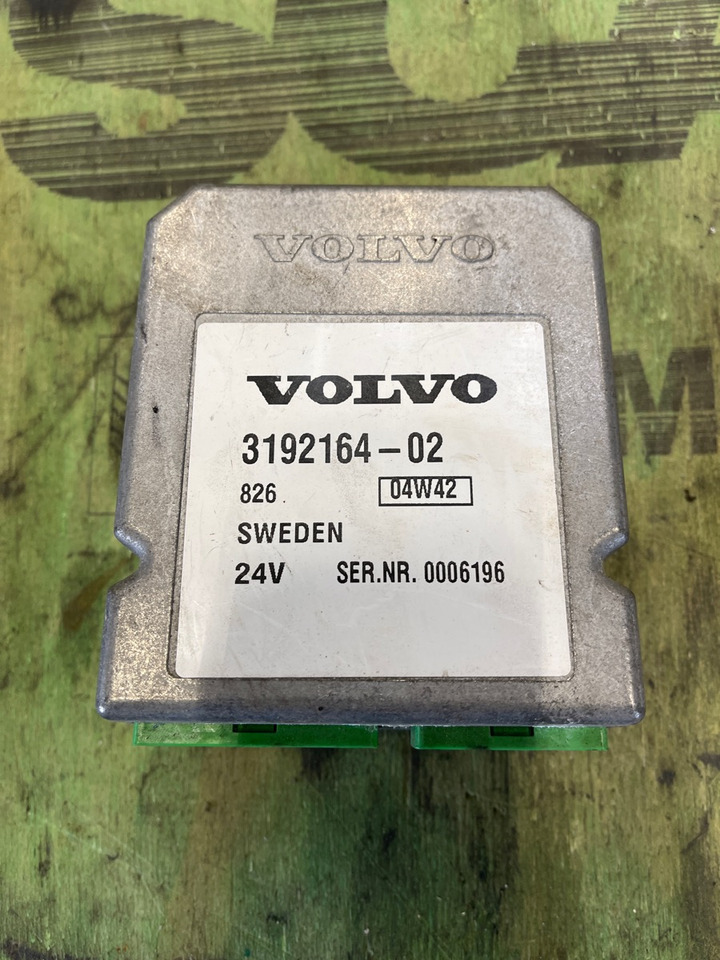 VOLVO
VOLVO
3192164-02
826 04W42
SWEDEN
24V SER.NR. 0006196